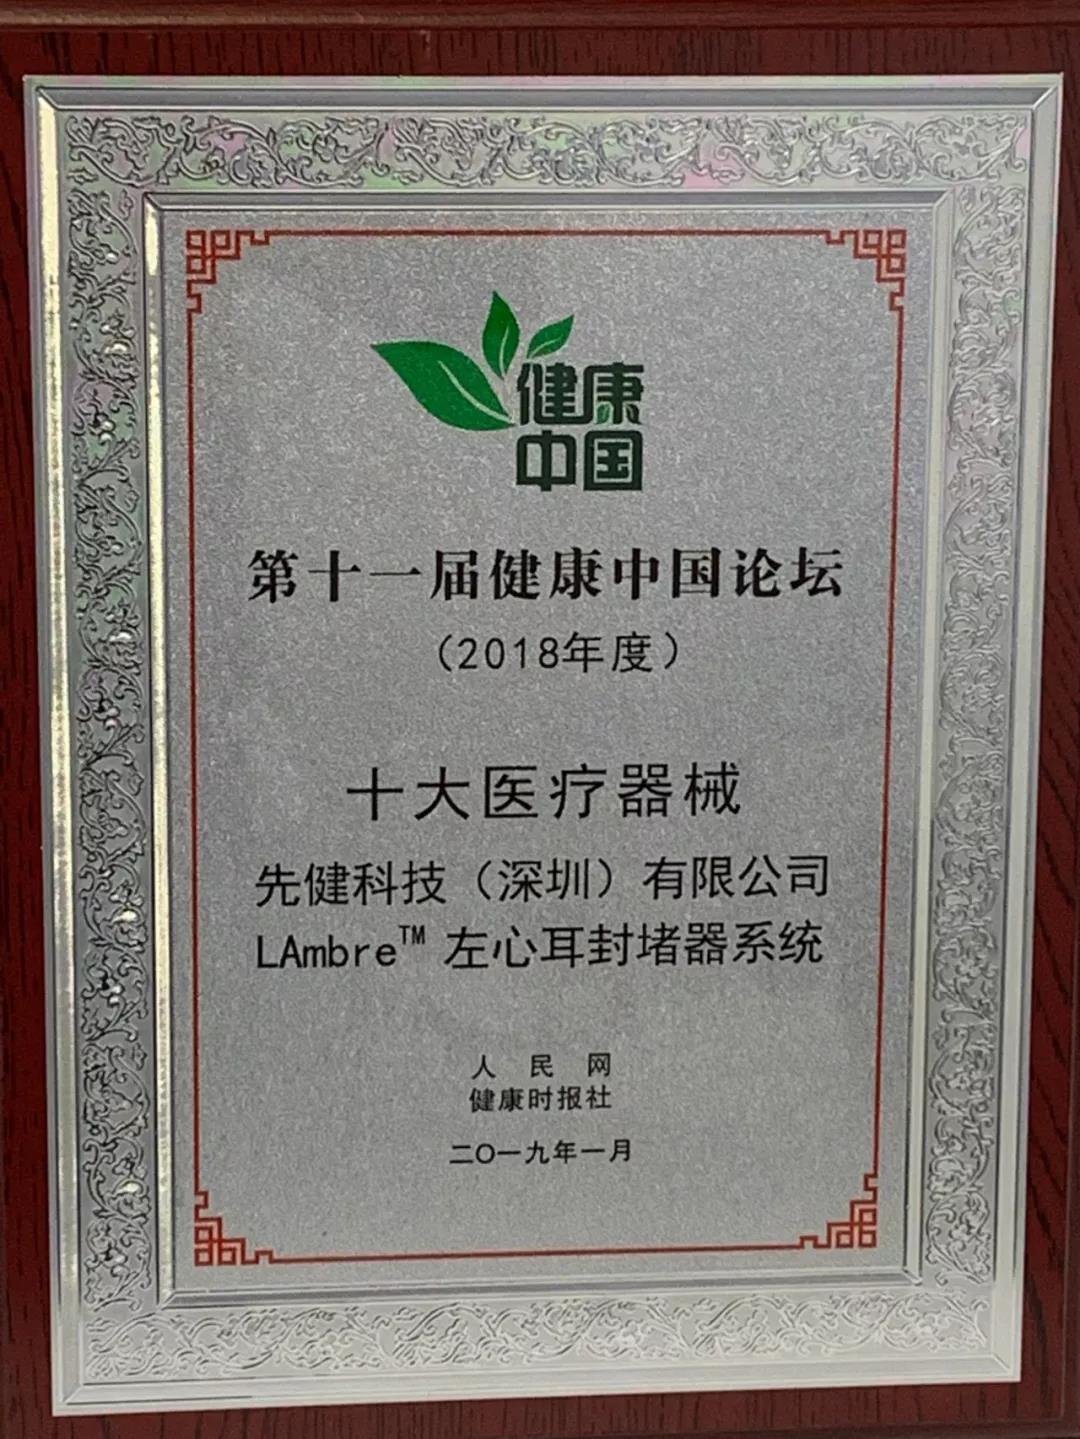 健康
中国
第十一届健康中国论坛
（2018年度）
十大医疗器械
先健科技（深圳）有限公司
LAmbre™ 左心耳封堵器系统
人民网
健康时报社
二〇一九年一月